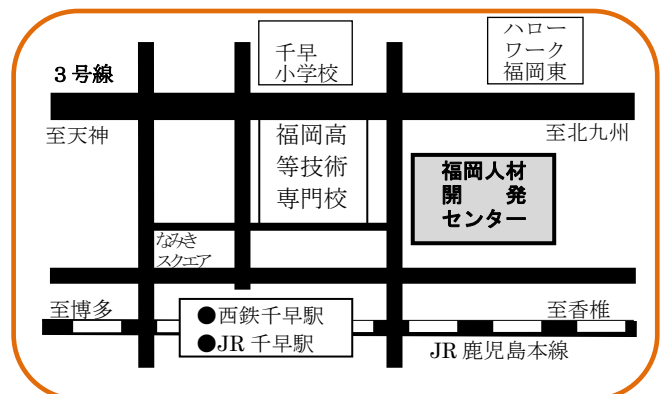 ハロー
ワーク
福岡東
千早
小学校
3号線
至天神
至北九州
福岡高
等技術
専門校
福岡人材
開　発
センター
なみき
スクエア
至博多
至香椎
●西鉄千早駅
●JR 千早駅
JR 鹿児島本線